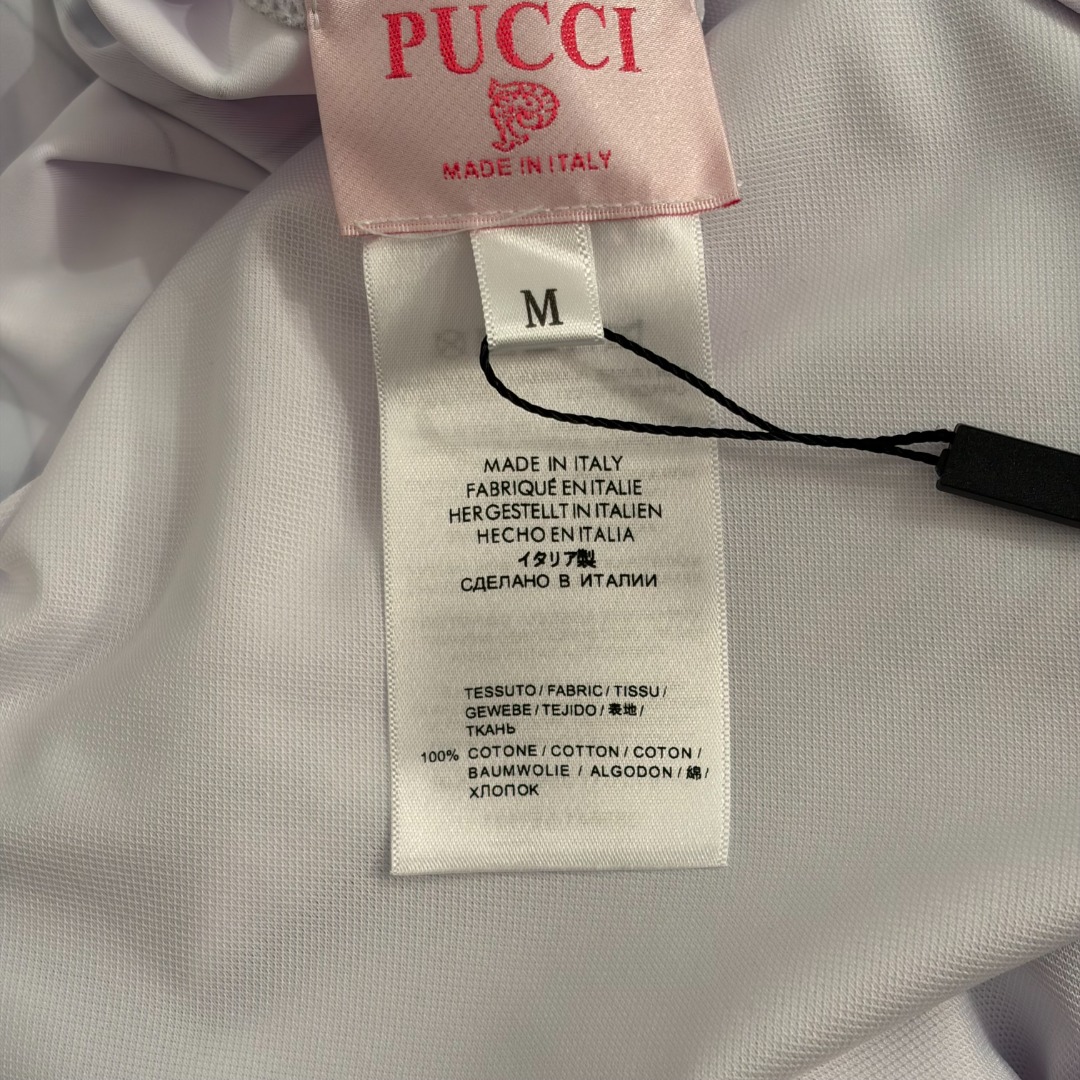 PUCCI
MADE IN ITALY
M
MADE IN ITALY
FABRIQUÉ EN ITALIE
HERGESTELLT IN ITALIEN
HECHO EN ITALIA
イタリア製
СДЕЛАНО В ИТАЛИИ
TESSUTO / FABRIC / TISSU /
GEWEBE / TEJIDO / 表地 /
ТКАНЬ
100% COTONE / COTTON / COTON /
BAUMWOLIE / ALGODON / 綿 /
ХЛОПОК